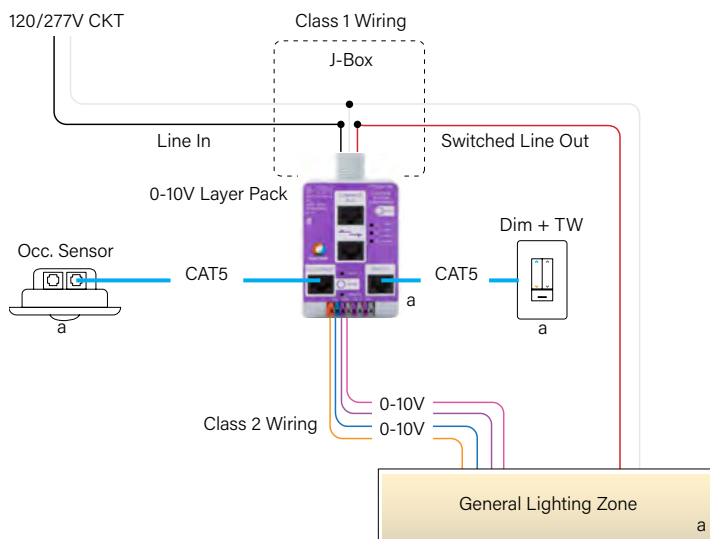 120/277V CKT
Class 1 Wiring
J-Box
Line In
Switched Line Out
0-10V Layer Pack
Dim + TW
Occ. Sensor
CAT5
CAT5
a
a
a
0-10V
Class 2 Wiring
0-10V
General Lighting Zone
a